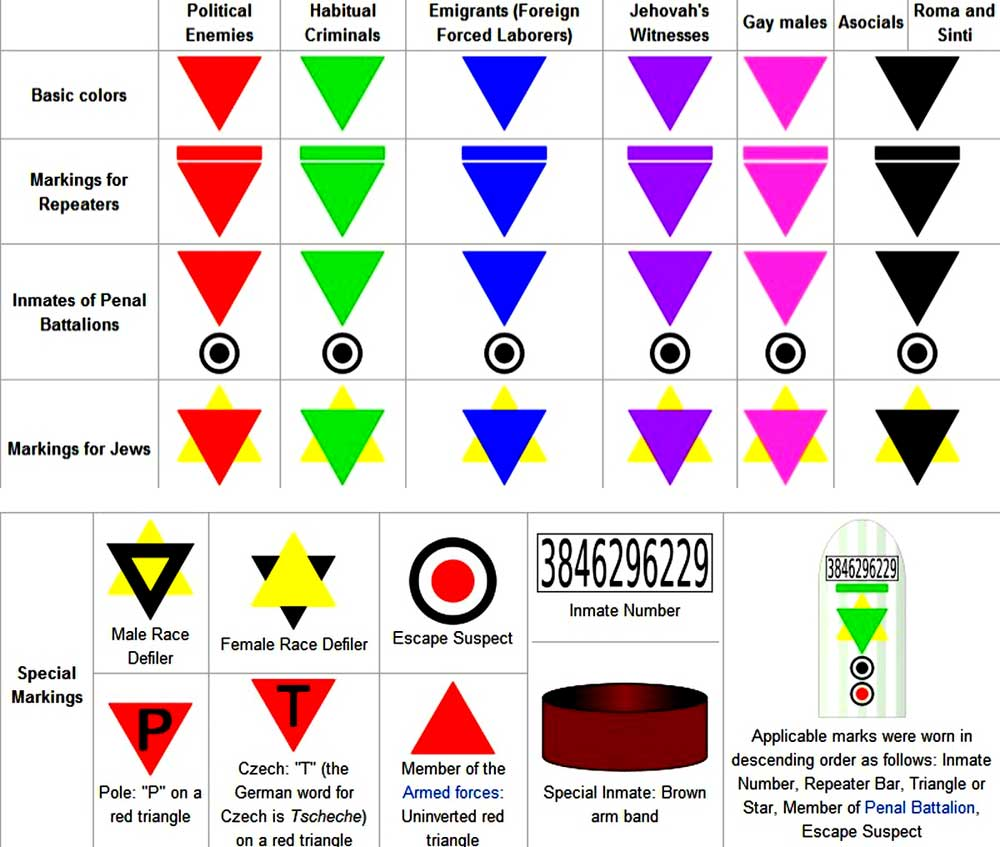 Political Enemies
Habitual Criminals
Emigrants (Foreign Forced Laborers)
Jehovah's Witnesses
Gay males
Asocials
Roma and Sinti
Basic colors
Markings for
Repeaters
Inmates of Penal
Battalions
Markings for Jews
Special
Markings
Male Race
Defiler
Female Race Defiler
Escape Suspect
3846296229
Inmate Number
P
Pole: "P" on a
red triangle
T
Czech: "T" (the
German word for
Czech is Tscheche)
on a red triangle
Member of the
Armed forces:
Uninverted red
triangle
Special Inmate: Brown
arm band
3846296229
Applicable marks were worn in
descending order as follows: Inmate
Number, Repeater Bar, Triangle or
Star, Member of Penal Battalion,
Escape Suspect